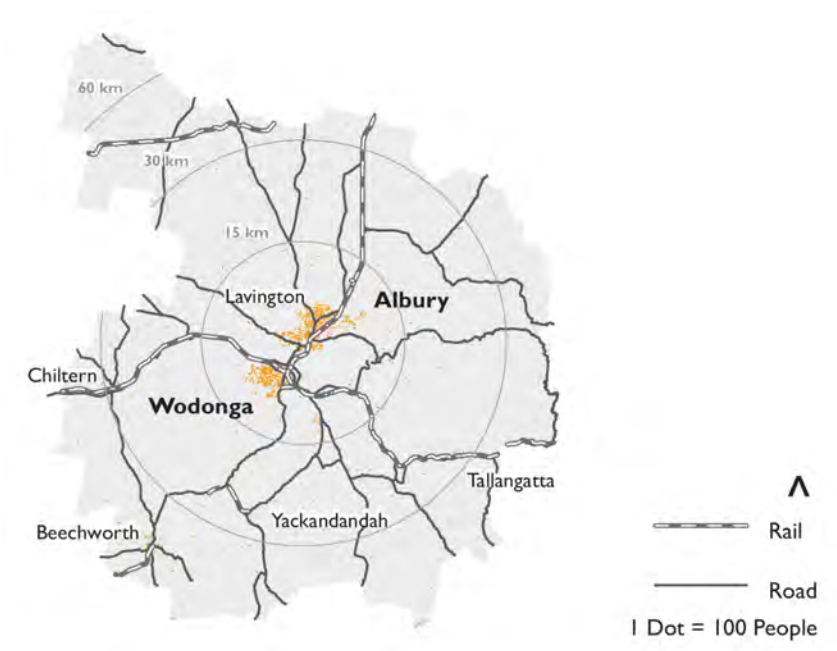 60 km
30 km
15 km
Lavington
Albury
Chiltern
Wodonga
Tallangatta
Beechworth
Yackandandah
Rail
Road
1 Dot = 100 People